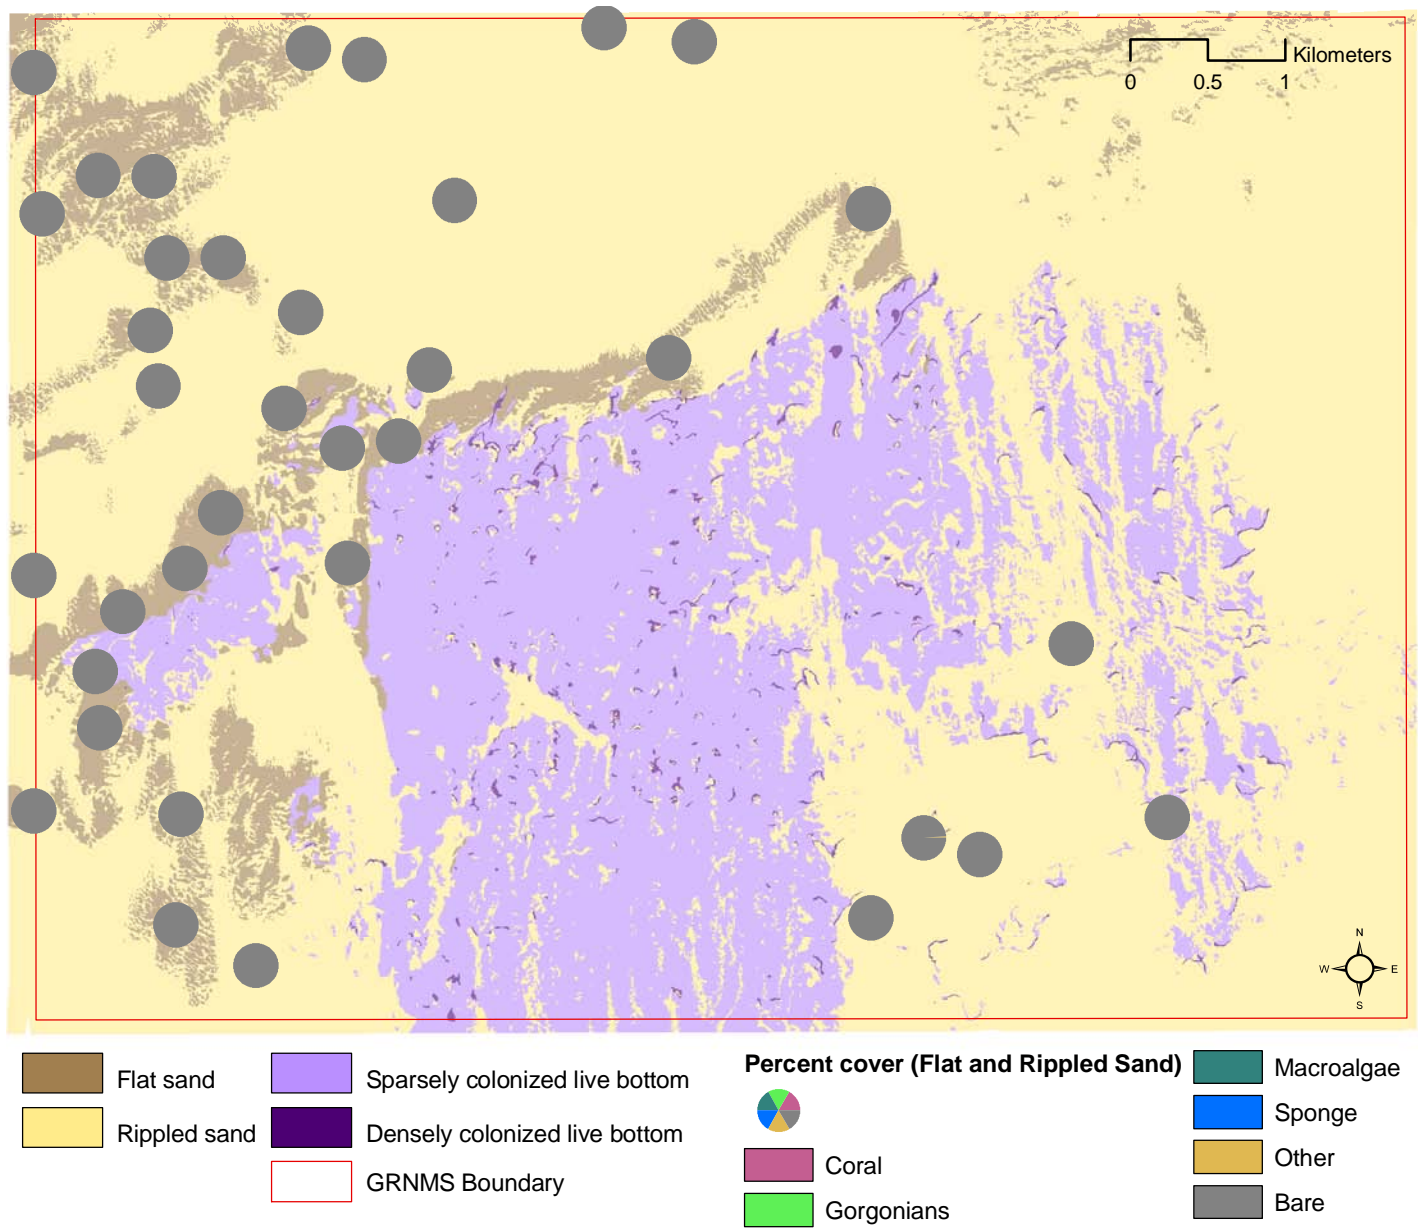 Kilometers
0 0.5 1
N
W E
S
Flat sand
Rippled sand
Sparsely colonized live bottom
Densely colonized live bottom
GRNMS Boundary
Percent cover (Flat and Rippled Sand)
Coral
Gorgonians
Macroalgae
Sponge
Other
Bare